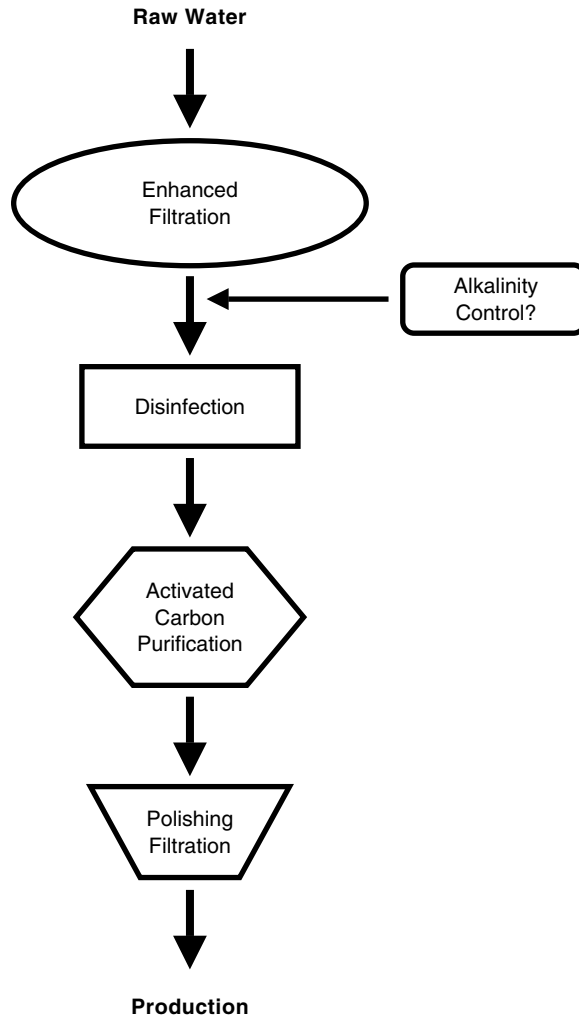 Raw Water
Enhanced
Filtration
Alkalinity
Control?
Disinfection
Activated
Carbon
Purification
Polishing
Filtration
Production